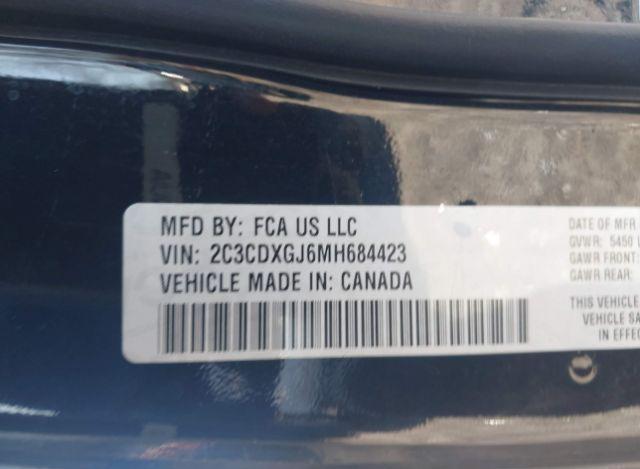 MFD BY: FCA US LLC
VIN: 2C3CDXGJ6MH684423
VEHICLE MADE IN: CANADA
DATE OF MFR
GVWR: 5450
GAWR FRONT:
GAWR REAR:
THIS VEHICLE
VEHICLE SA
IN EFFEC